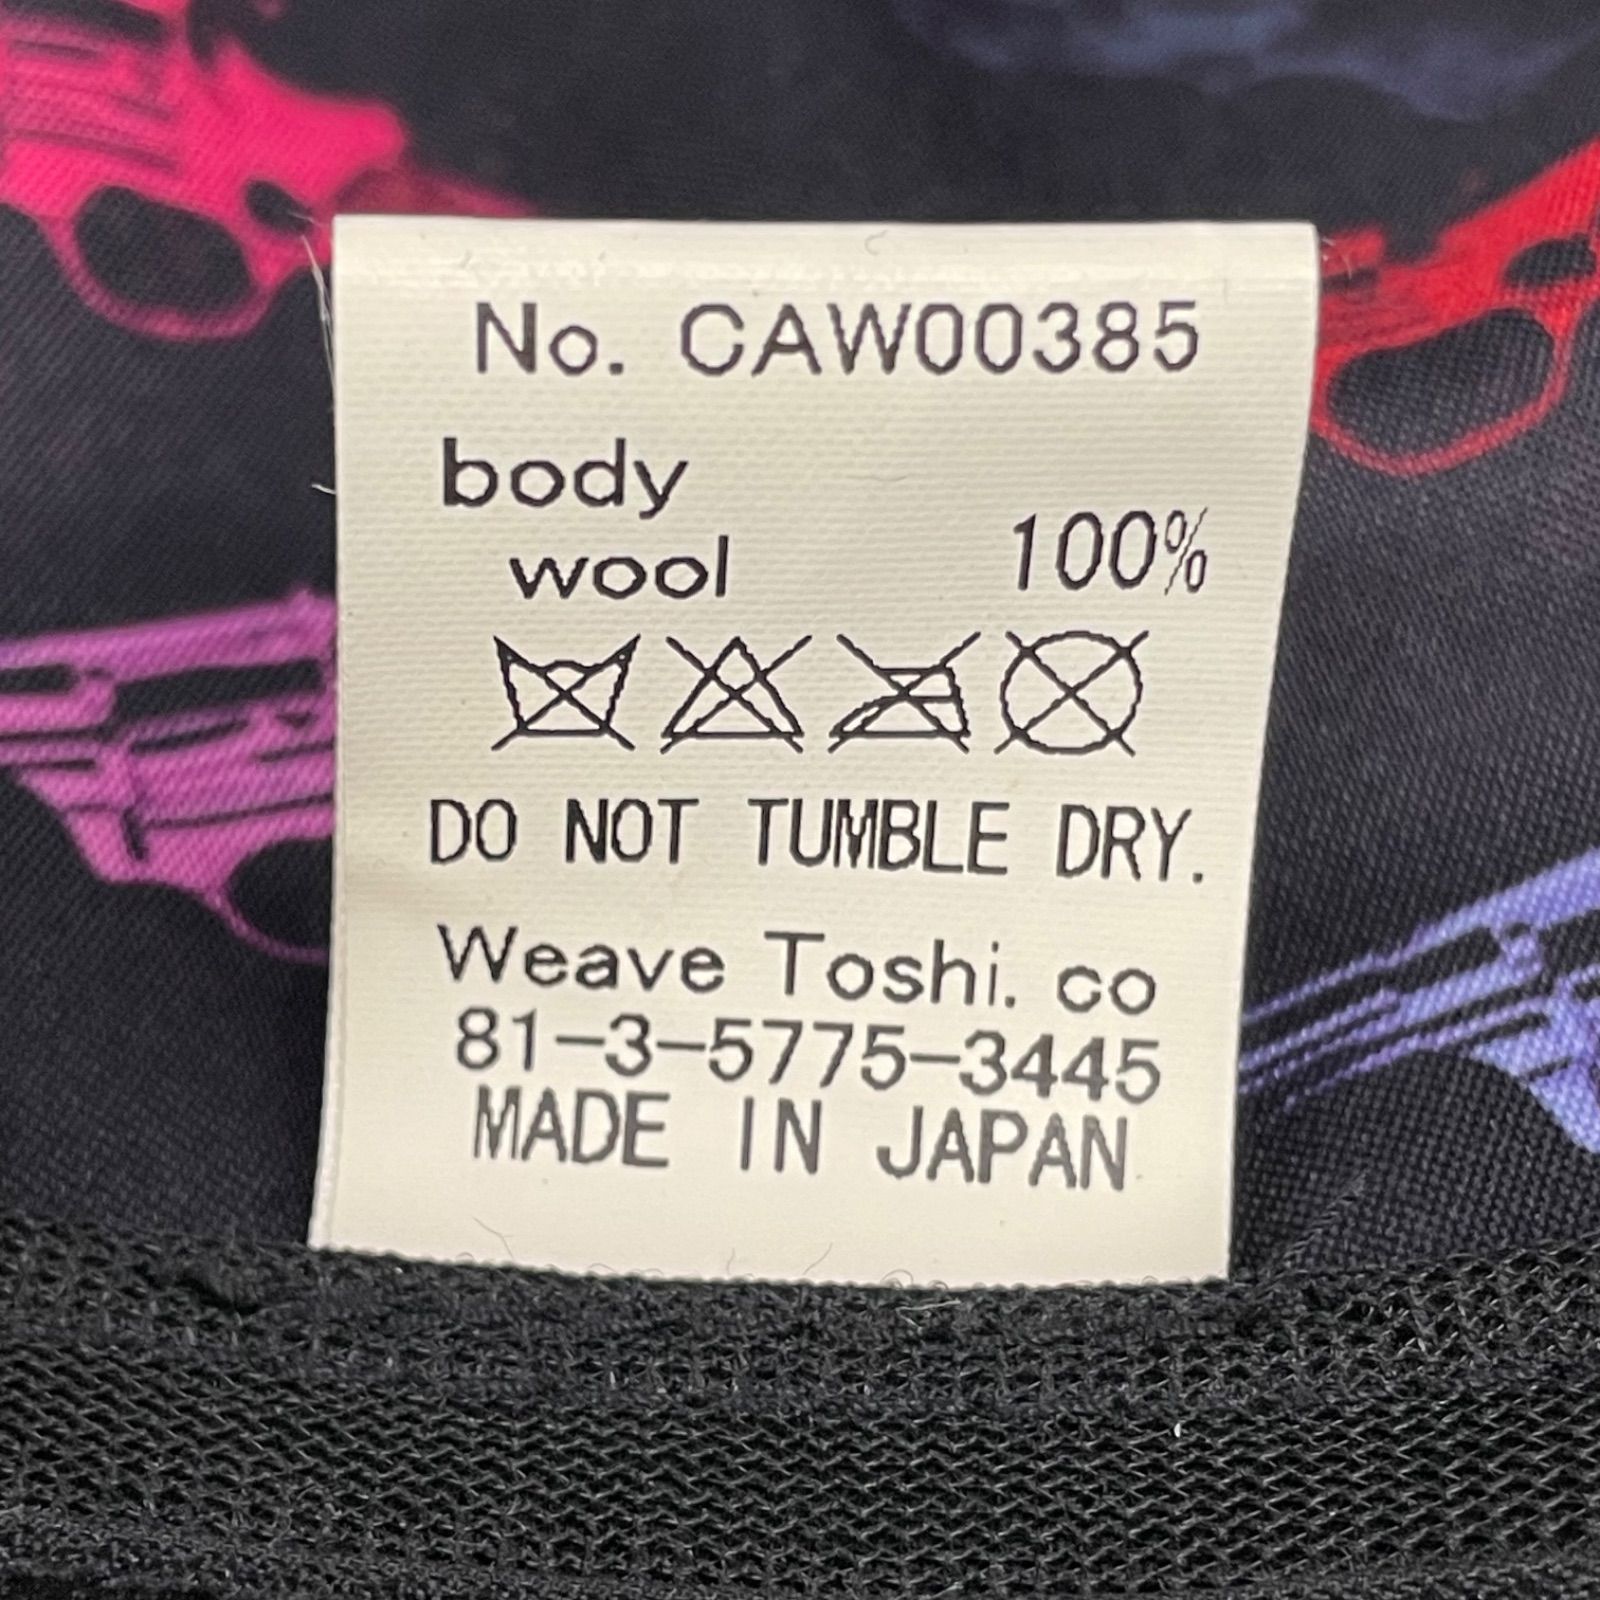 No. CAW00385
body
wool 100%
DO NOT TUMBLE DRY.
Weave Toshi. co
81-3-5775-3445
MADE IN JAPAN